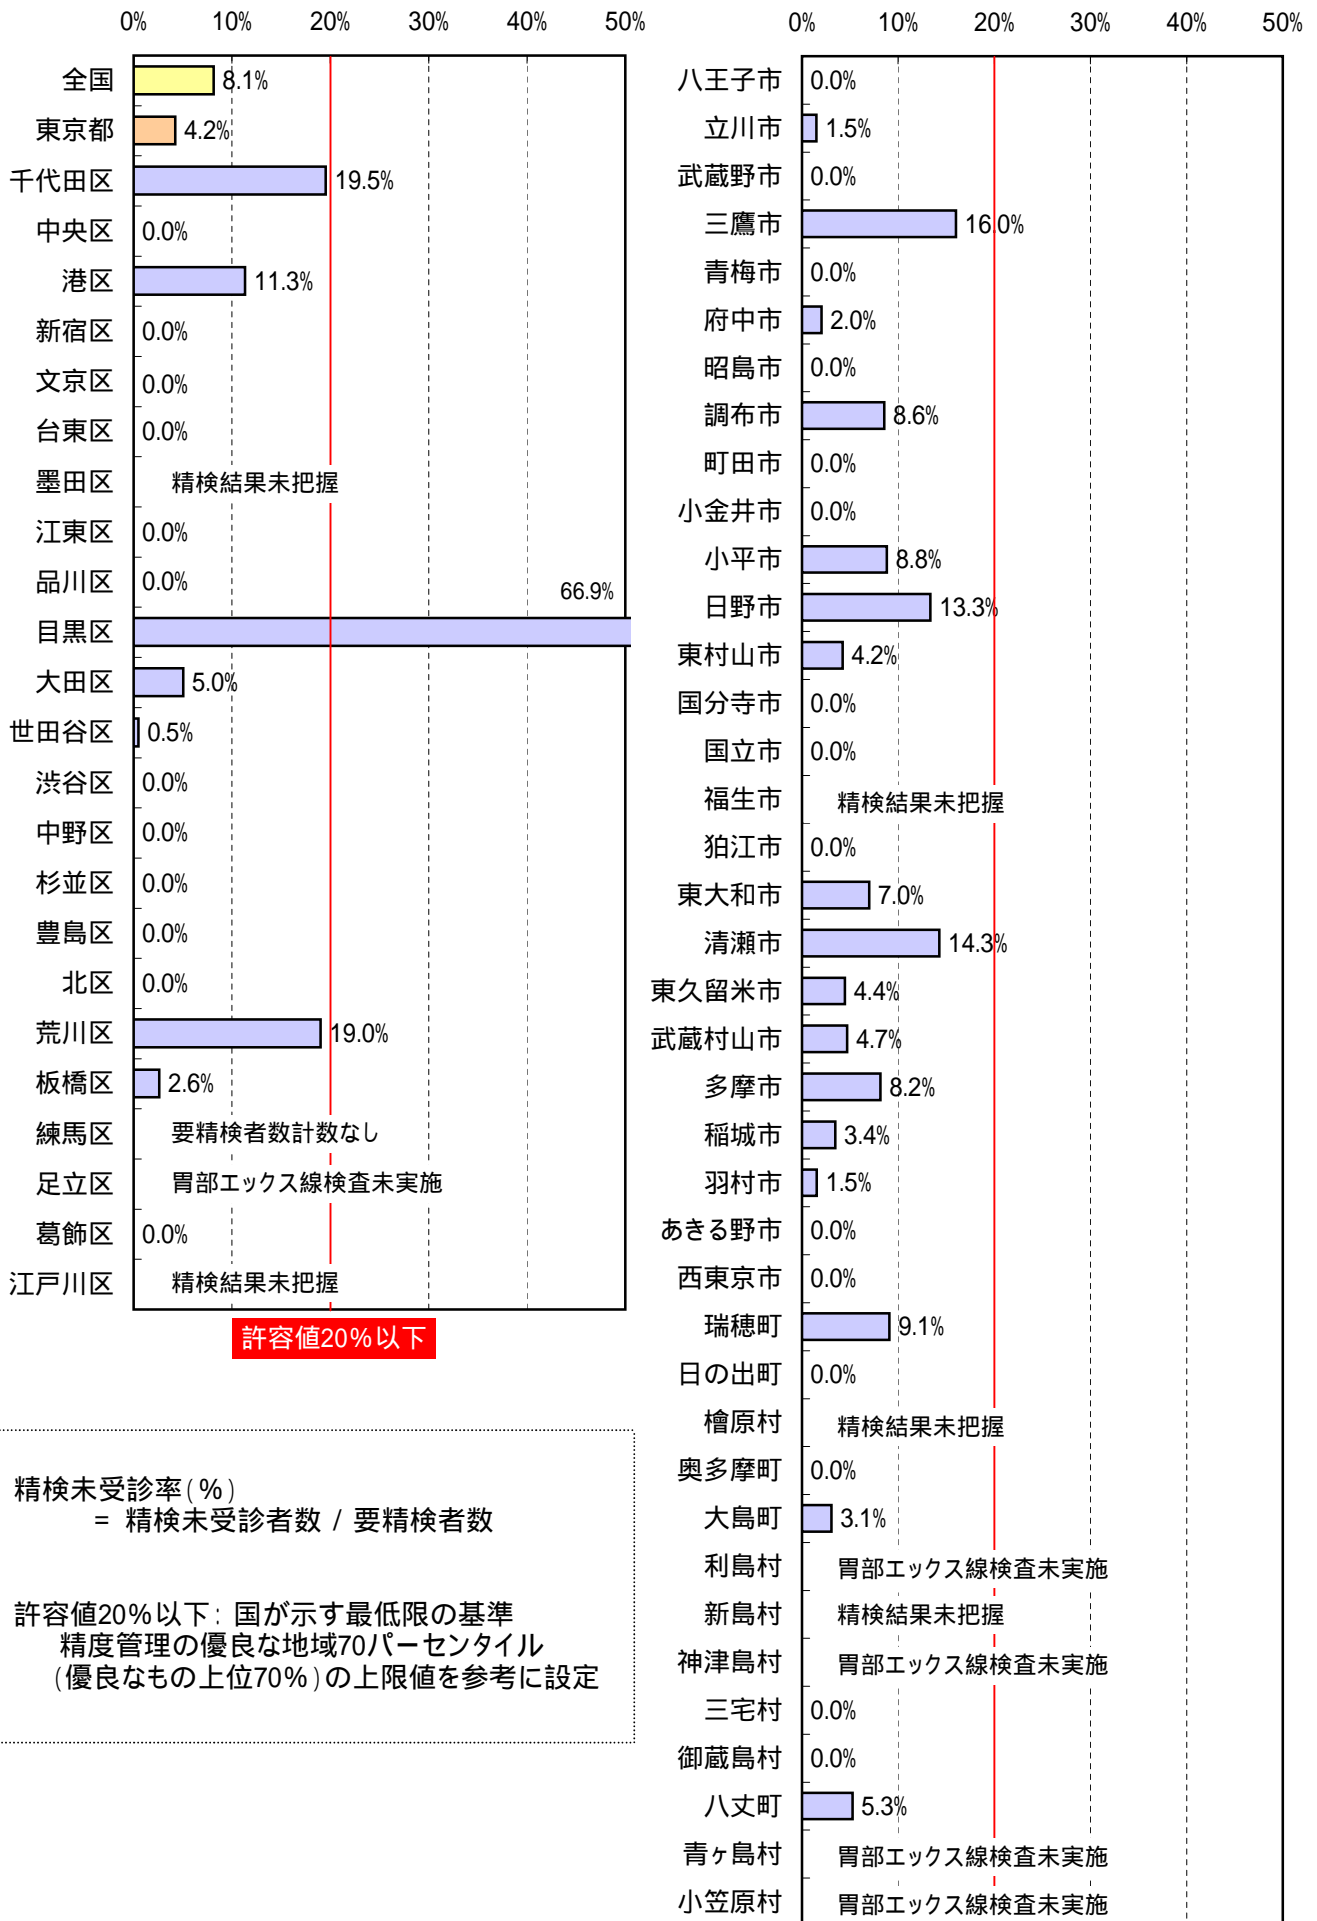 0% 10% 20% 30% 40% 50%
全国 8.1%
東京都 4.2%
千代田区 19.5%
中央区 0.0%
港区 11.3%
新宿区 0.0%
文京区 0.0%
台東区 0.0%
墨田区 精検結果未把握
江東区 0.0%
品川区 0.0%
66.9%
目黒区
大田区 5.0%
世田谷区 0.5%
渋谷区 0.0%
中野区 0.0%
杉並区 0.0%
豊島区 0.0%
北区 0.0%
荒川区 19.0%
板橋区 2.6%
練馬区 要精検者数計数なし
足立区 胃部エックス線検査未実施
葛飾区 0.0%
江戸川区 精検結果未把握
許容値20%以下
精検未受診率(%)
= 精検未受診者数 / 要精検者数
許容値20%以下: 国が示す最低限の基準
精度管理の優良な地域70パーセンタイル
(優良なもの上位70%)の上限値を参考に設定
0% 10% 20% 30% 40% 50%
八王子市 0.0%
立川市 1.5%
武蔵野市 0.0%
三鷹市 16.0%
青梅市 0.0%
府中市 2.0%
昭島市 0.0%
調布市 8.6%
町田市 0.0%
小金井市 0.0%
小平市 8.8%
日野市 13.3%
東村山市 4.2%
国分寺市 0.0%
国立市 0.0%
福生市 精検結果未把握
狛江市 0.0%
東大和市 7.0%
清瀬市 14.3%
東久留米市 4.4%
武蔵村山市 4.7%
多摩市 8.2%
稲城市 3.4%
羽村市 1.5%
あきる野市 0.0%
西東京市 0.0%
瑞穂町 9.1%
日の出町 0.0%
檜原村 精検結果未把握
奥多摩町 0.0%
大島町 3.1%
利島村 胃部エックス線検査未実施
新島村 精検結果未把握
神津島村 胃部エックス線検査未実施
三宅村 0.0%
御蔵島村 0.0%
八丈町 5.3%
青ヶ島村 胃部エックス線検査未実施
小笠原村 胃部エックス線検査未実施